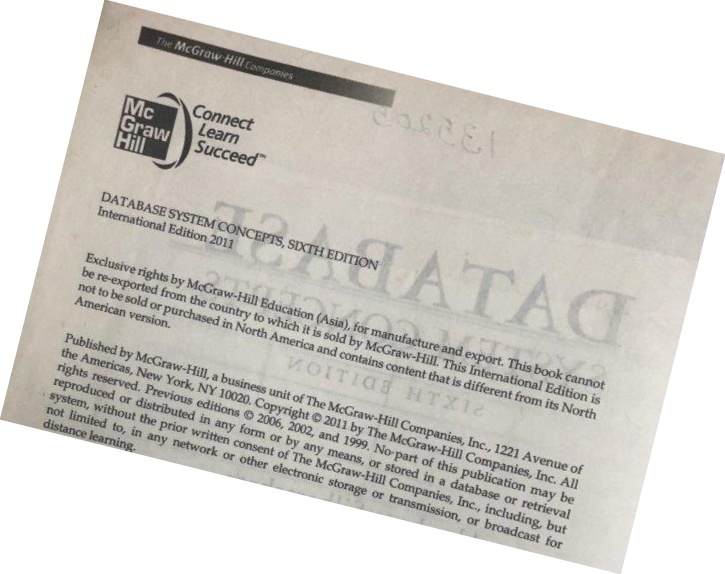 The McGraw-Hill Companies
135205
Mc
Graw
Hill
Connect
Learn
Succeed™
DATABASE SYSTEM CONCEPTS, SIXTH EDITION
International Edition 2011
Exclusive rights by McGraw-Hill Education (Asia), for manufacture and export. This book cannot
be re-exported from the country to which it is sold by McGraw-Hill. This International Edition is
not to be sold or purchased in North America and contains content that is different from its North
American version.
Published by McGraw-Hill, a business unit of The McGraw-Hill Companies, Inc., 1221 Avenue of
the Americas, New York, NY 10020. Copyright © 2011 by The McGraw-Hill Companies, Inc. All
rights reserved. Previous editions © 2006, 2002, and 1999. No part of this publication may be
reproduced or distributed in any form or by any means, or stored in a database or retrieval
system, without the prior written consent of The McGraw-Hill Companies, Inc., including, but
not limited to, in any network or other electronic storage or transmission, or broadcast for
distance learning.
DATABASE
SYSTEM CONCEPTS
SIXTH EDITION